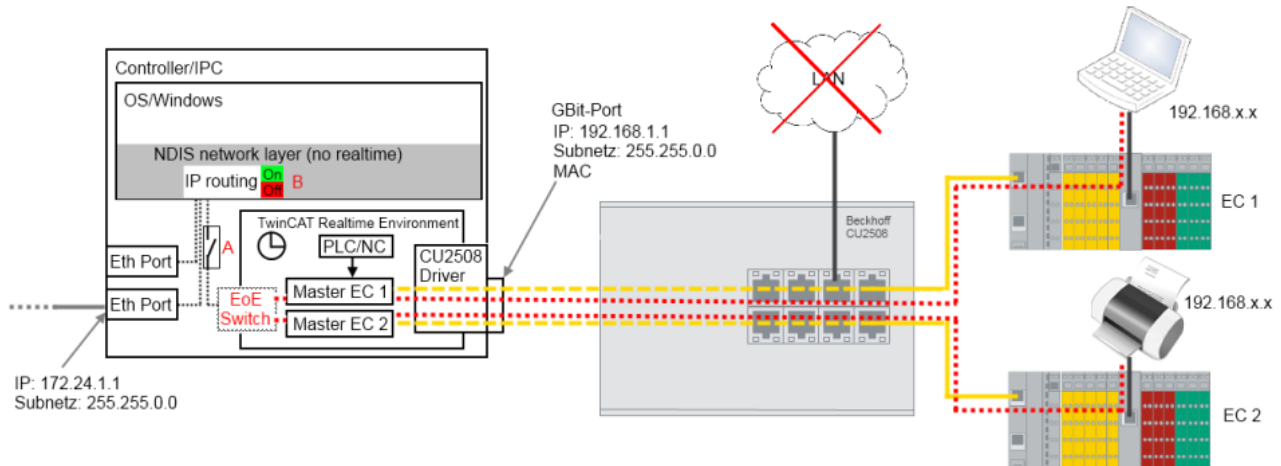 Controller/IPC
OS/Windows
NDIS network layer (no realtime)
IP routing
On
Off
B
A
TwinCAT Realtime Environment
PLC/NC
CU2508
Driver
Eth Port
Eth Port
EoE
Switch
Master EC 1
Master EC 2
IP: 172.24.1.1
Subnetz: 255.255.0.0
GBit-Port
IP: 192.168.1.1
Subnetz: 255.255.0.0
MAC
LAN
Beckhoff
CU2508
192.168.x.x
EC 1
192.168.x.x
EC 2